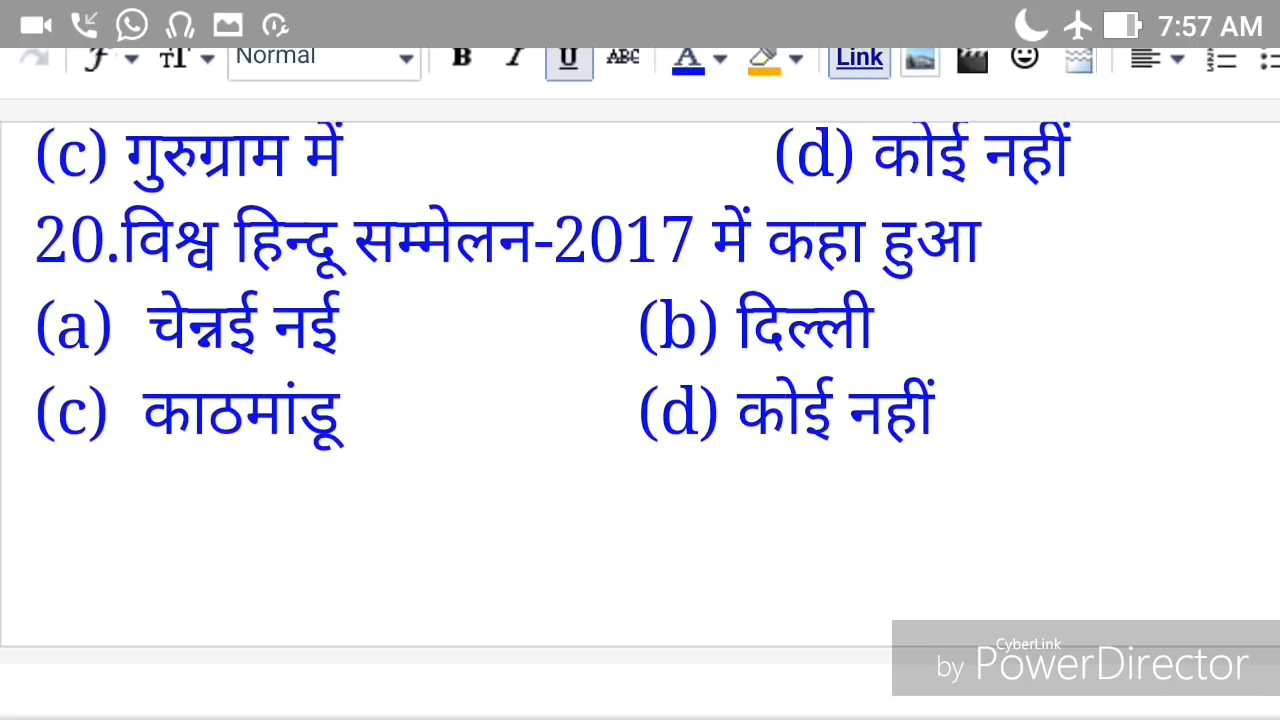 7:57 AM
Normal B I U ABC A Link
(c) गुरुग्राम में (d) कोई नहीं
20.विश्व हिन्दू सम्मेलन-2017 में कहा हुआ
(a) चेन्नई नई (b) दिल्ली
(c) काठमांडू (d) कोई नहीं
CyberLink
by PowerDirector